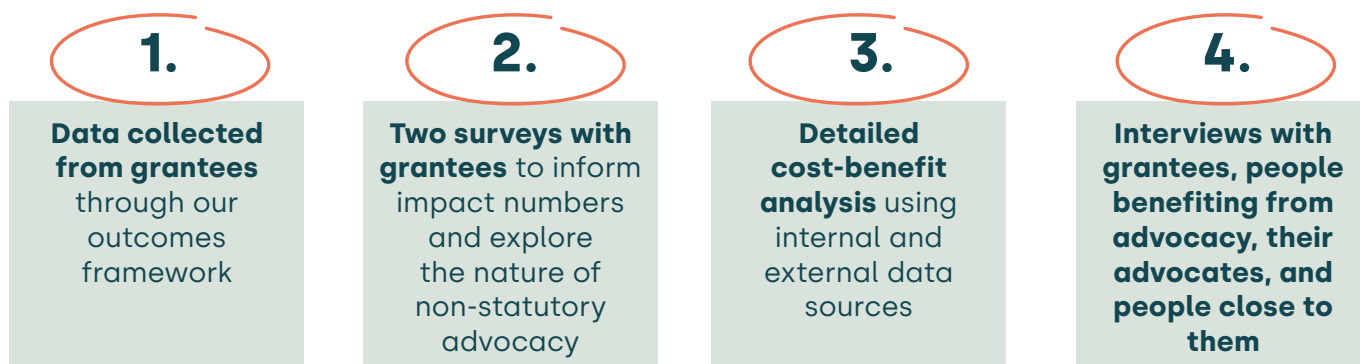 1.
Data collected
from grantees
through our
outcomes
framework
2.
Two surveys with
grantees to inform
impact numbers
and explore
the nature of
non-statutory
advocacy
3.
Detailed
cost-benefit
analysis using
internal and
external data
sources
4.
Interviews with
grantees, people
benefiting from
advocacy, their
advocates, and
people close to
them